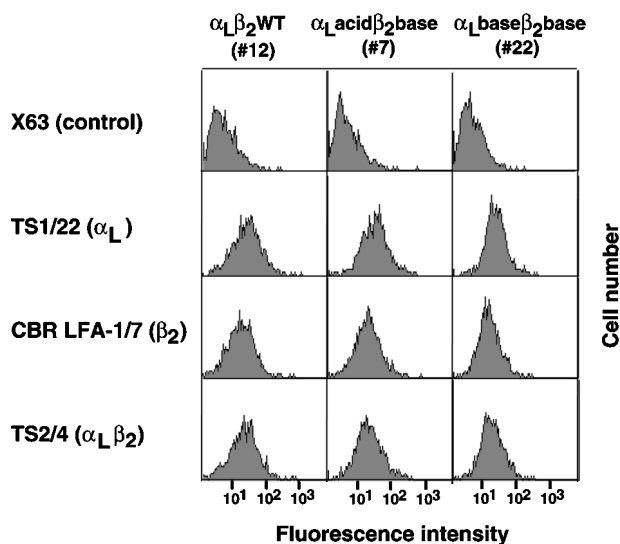 αLβ2WT αLacidβ2base αLbaseβ2base
(#12) (#7) (#22)
X63 (control)
TS1/22 (αL)
CBR LFA-1/7 (β2)
TS2/4 (αLβ2)
Cell number
10¹ 10² 10³ 10¹ 10² 10³ 10¹ 10² 10³
Fluorescence intensity